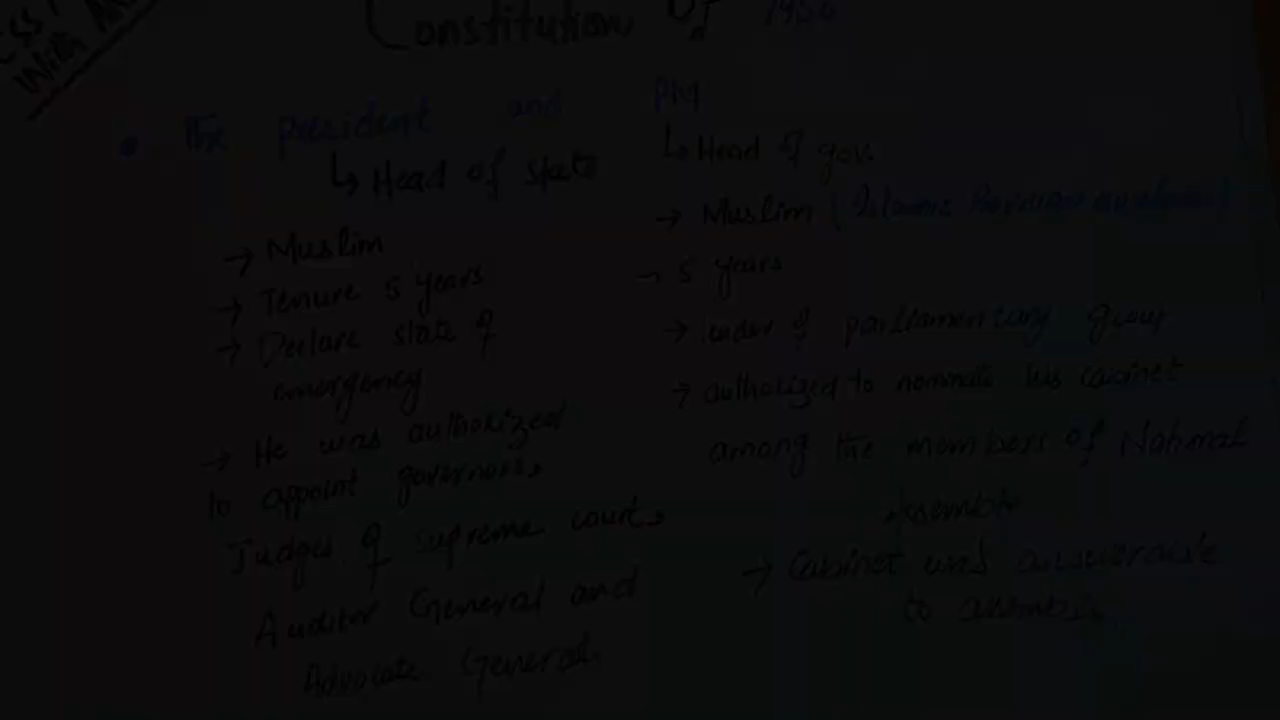 With
Constitution Of 1956
The president and PM
↳ Head of state
↳ Head of gov.
→ Muslim
→ Tenure 5 years
→ Declare state of
emergency
→ He was authorized
to appoint governors,
Judges of supreme court,
Auditor General and
Advocate General.
→ Muslim (Islamic
→ 5 years
→ leader of parliamentary group
→ authorized to nominate his cabinet
among the members of National
Assembly
→ Cabinet was answerable
to assembly.